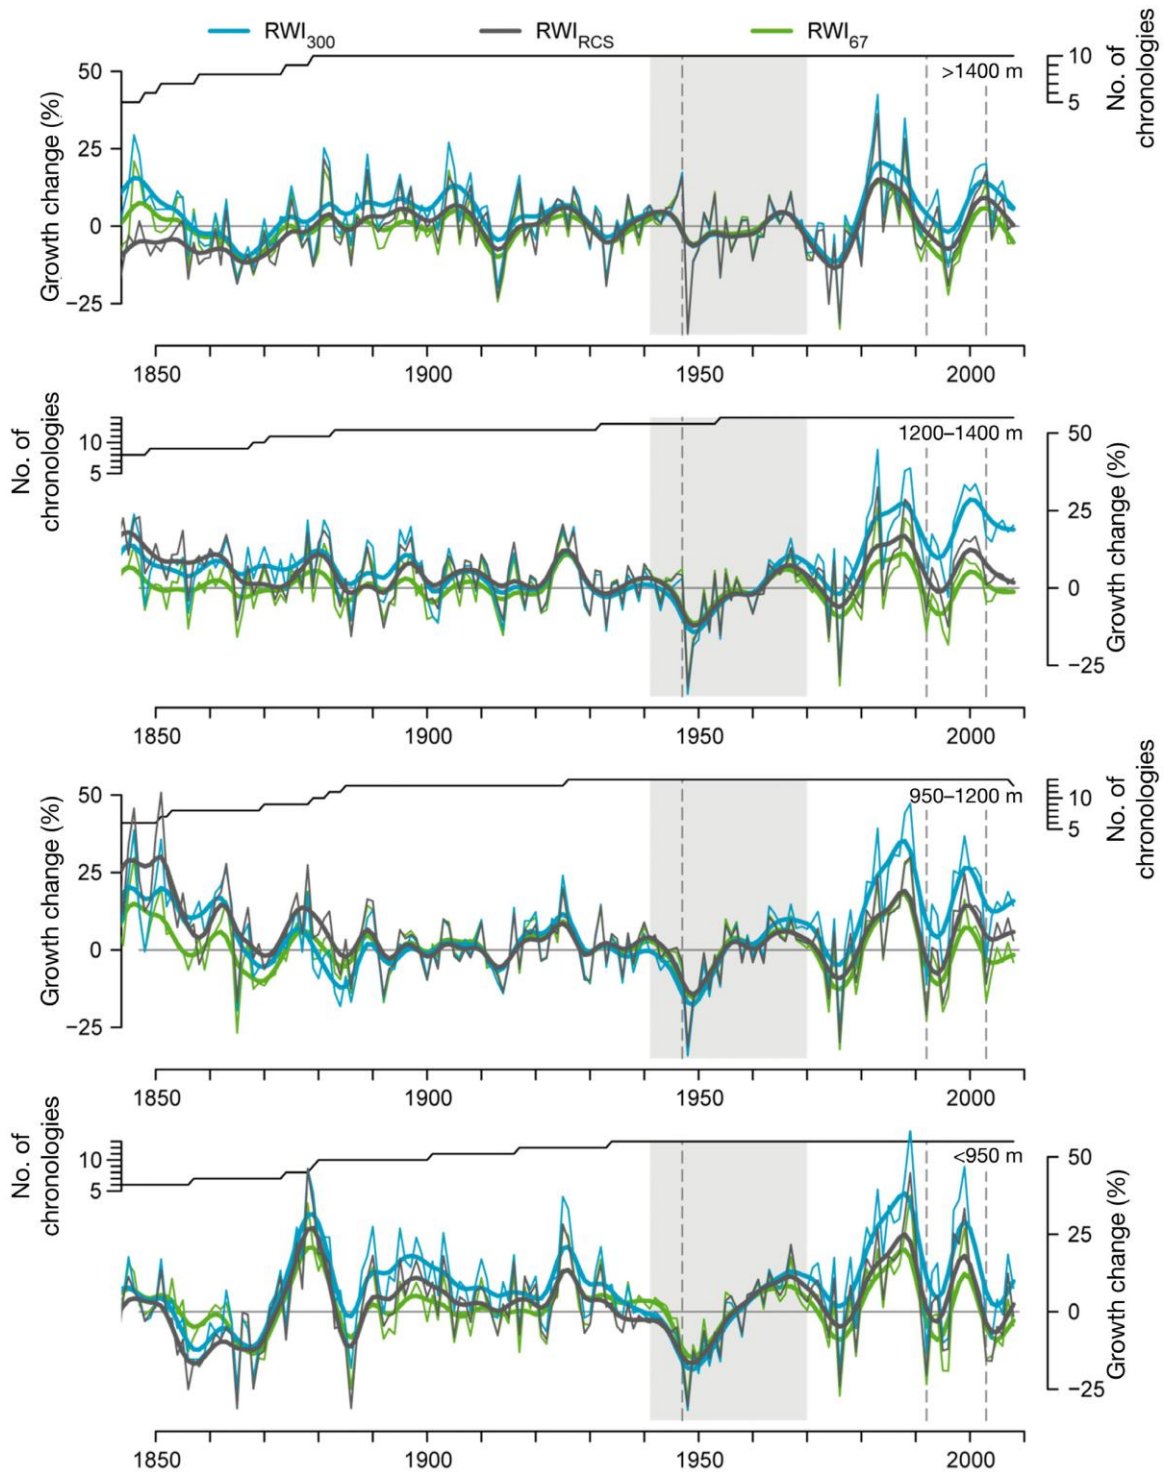 RWI300 RWIRCS RWI67
50
25
0
−25
Growth change (%)
10
5
No. of
chronologies
>1400 m
1850 1900 1950 2000
No. of
chronologies
10
5
1200–1400 m
50
25
0
−25
Growth change (%)
1850 1900 1950 2000
50
25
0
−25
Growth change (%)
10
5
No. of
chronologies
950–1200 m
1850 1900 1950 2000
No. of
chronologies
10
5
<950 m
50
25
0
−25
Growth change (%)
1850 1900 1950 2000